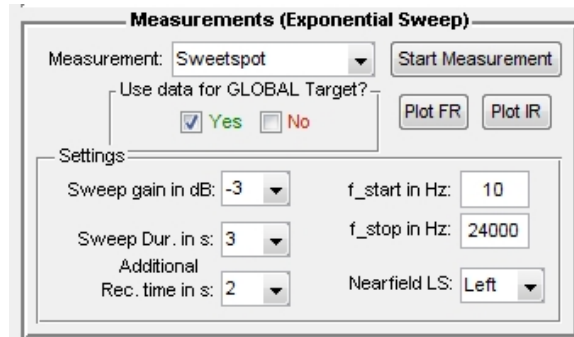 Measurements (Exponential Sweep)
Measurement: Sweetspot Start Measurement
Use data for GLOBAL Target?
Yes No Plot FR Plot IR
Settings
Sweep gain in dB: -3 f_start in Hz: 10
Sweep Dur. in s: 3 f_stop in Hz: 24000
Additional
Rec. time in s: 2 Nearfield LS: Left